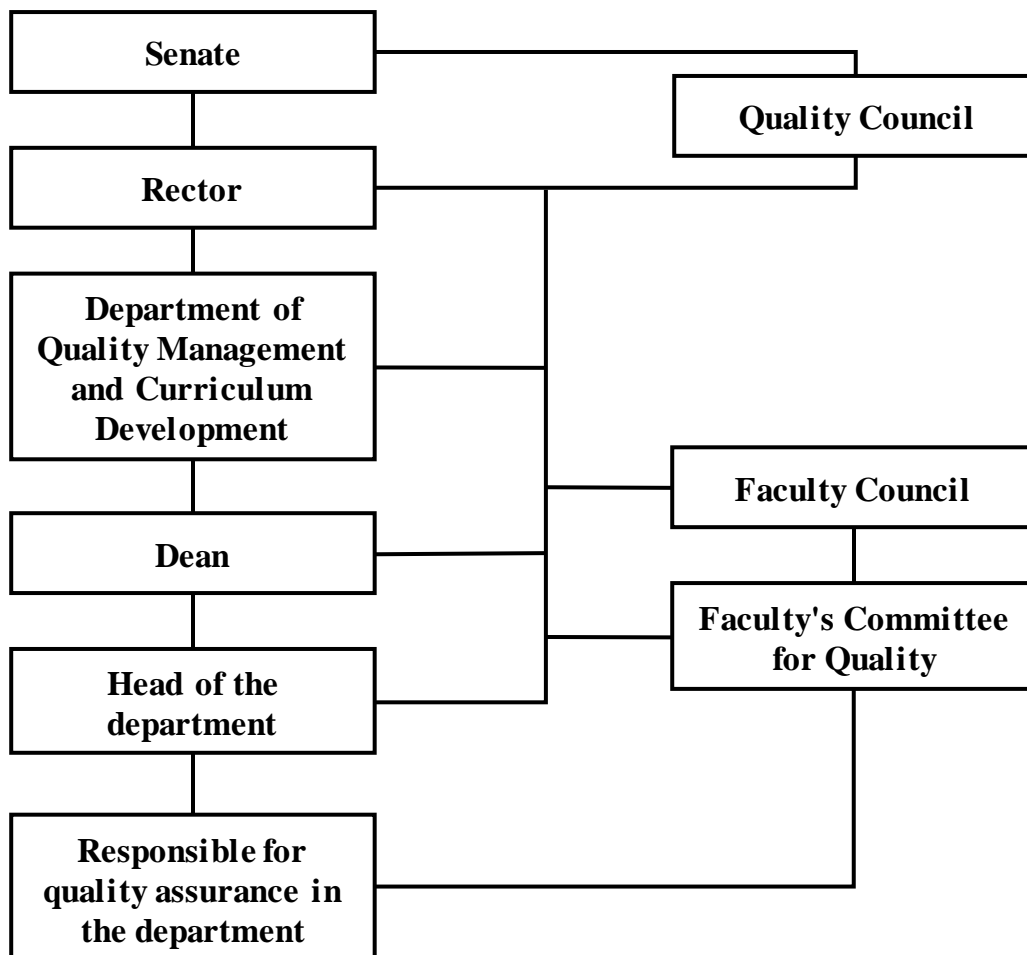 Senate
Quality Council
Rector
Department of
Quality Management
and Curriculum
Development
Faculty Council
Dean
Faculty's Committee
for Quality
Head of the
department
Responsible for
quality assurance in
the department